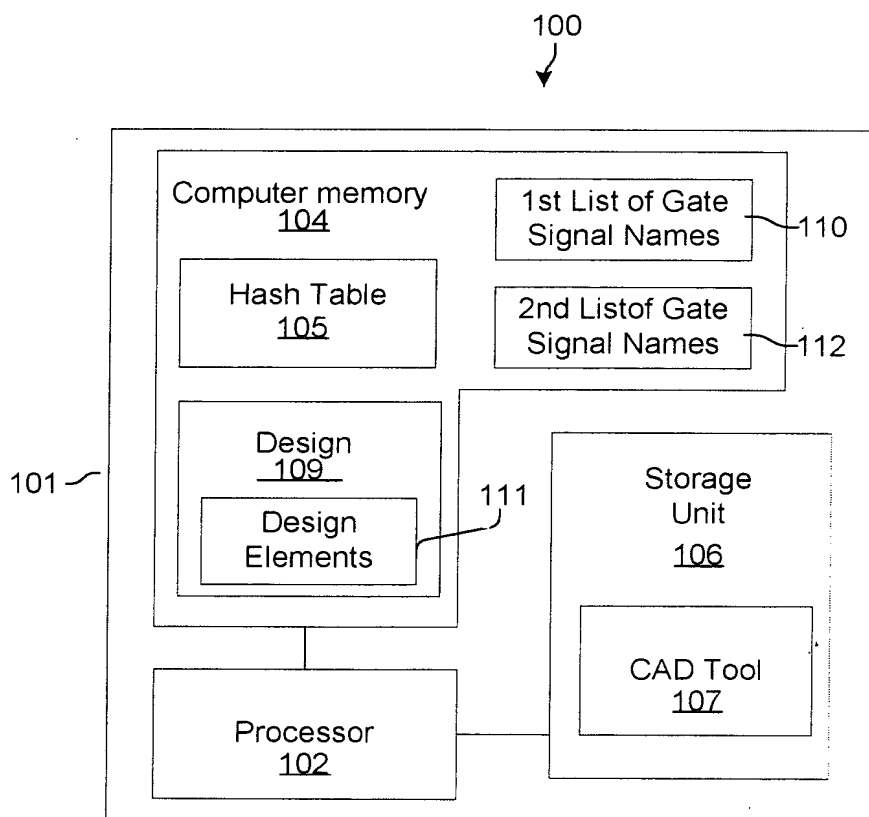 100
Computer memory
104
1st List of Gate
Signal Names
110
Hash Table
105
2nd Listof Gate
Signal Names
112
Design
109
111
Design
Elements
101
Storage
Unit
106
CAD Tool
107
Processor
102